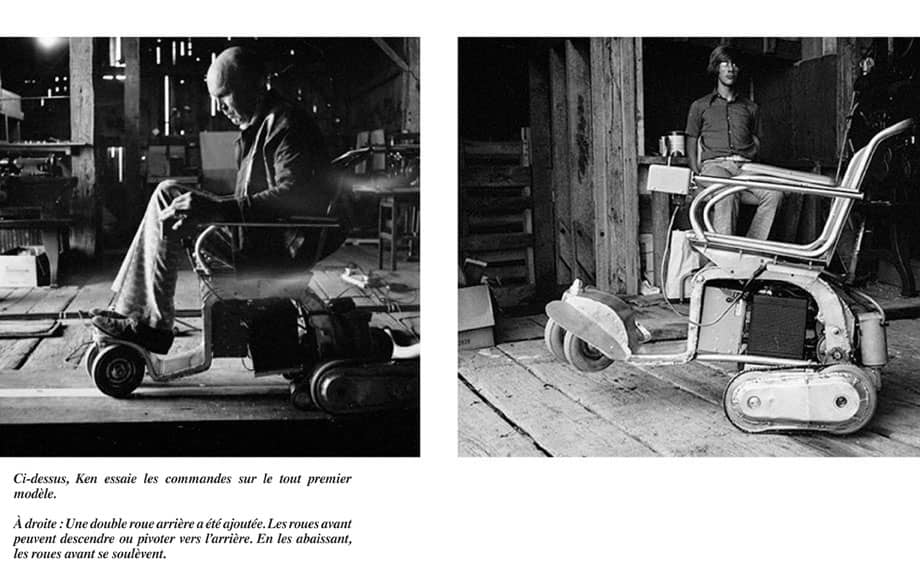 Ci-dessus, Ken essaie les commandes sur le tout premier
modèle.
À droite : Une double roue arrière a été ajoutée. Les roues avant
peuvent descendre ou pivoter vers l'arrière. En les abaissant,
les roues avant se soulèvent.